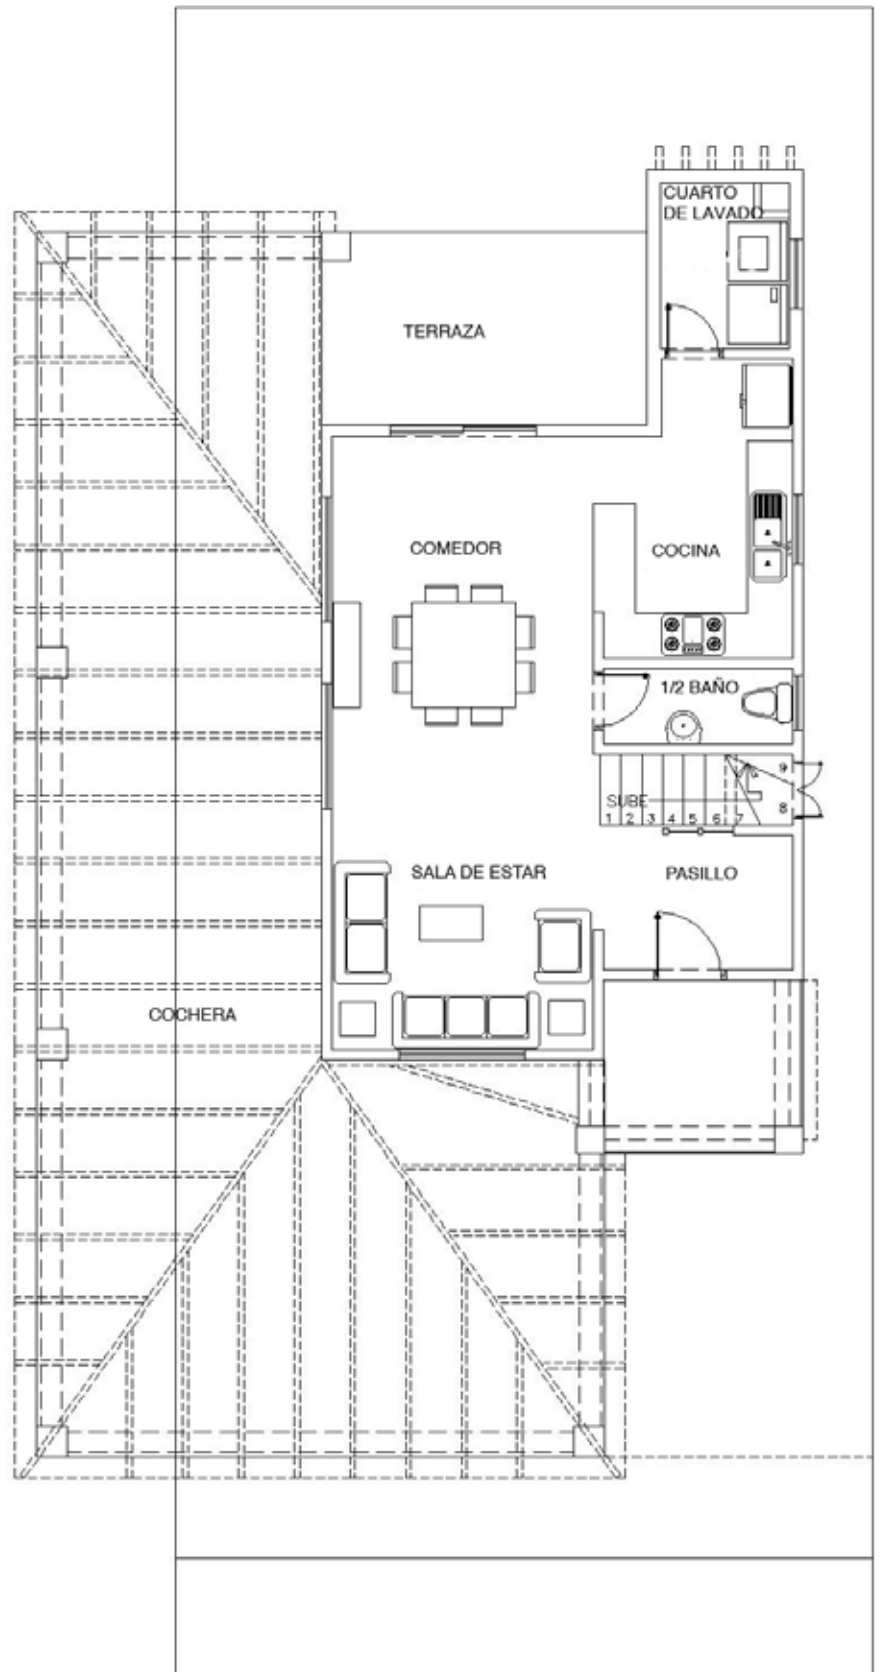 CUARTO
DE LAVADO
TERRAZA
COMEDOR
COCINA
1/2 BAÑO
SUBE
1 2 3 4 5 6 7 8 9
SALA DE ESTAR
PASILLO
COCHERA